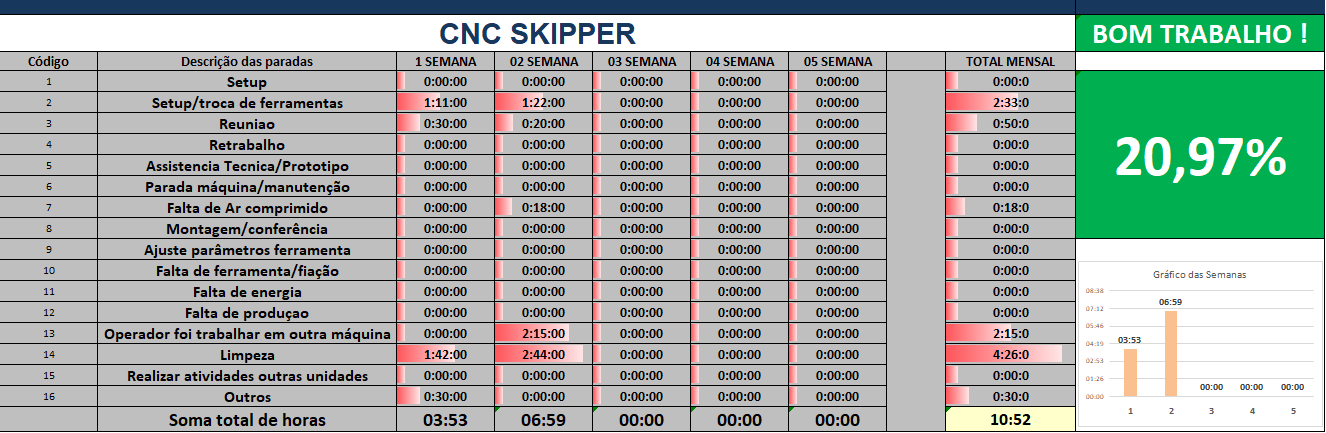 CNC SKIPPER BOM TRABALHO !
Código Descrição das paradas 1 SEMANA 02 SEMANA 03 SEMANA 04 SEMANA 05 SEMANA TOTAL MENSAL
1 Setup 0:00:00 0:00:00 0:00:00 0:00:00 0:00:00 0:00:0
2 Setup/troca de ferramentas 1:11:00 1:22:00 0:00:00 0:00:00 0:00:00 2:33:0
3 Reuniao 0:30:00 0:20:00 0:00:00 0:00:00 0:00:00 0:50:0
4 Retrabalho 0:00:00 0:00:00 0:00:00 0:00:00 0:00:00 0:00:0
5 Assistencia Tecnica/Prototipo 0:00:00 0:00:00 0:00:00 0:00:00 0:00:00 0:00:0
6 Parada máquina/manutenção 0:00:00 0:00:00 0:00:00 0:00:00 0:00:00 0:00:0
7 Falta de Ar comprimido 0:00:00 0:18:00 0:00:00 0:00:00 0:00:00 0:18:0
8 Montagem/conferência 0:00:00 0:00:00 0:00:00 0:00:00 0:00:00 0:00:0
9 Ajuste parâmetros ferramenta 0:00:00 0:00:00 0:00:00 0:00:00 0:00:00 0:00:0
10 Falta de ferramenta/fiação 0:00:00 0:00:00 0:00:00 0:00:00 0:00:00 0:00:0
11 Falta de energia 0:00:00 0:00:00 0:00:00 0:00:00 0:00:00 0:00:0
12 Falta de produçao 0:00:00 0:00:00 0:00:00 0:00:00 0:00:00 0:00:0
13 Operador foi trabalhar em outra máquina 0:00:00 2:15:00 0:00:00 0:00:00 0:00:00 2:15:0
14 Limpeza 1:42:00 2:44:00 0:00:00 0:00:00 0:00:00 4:26:0
15 Realizar atividades outras unidades 0:00:00 0:00:00 0:00:00 0:00:00 0:00:00 0:00:0
16 Outros 0:30:00 0:00:00 0:00:00 0:00:00 0:00:00 0:30:0
Soma total de horas 03:53 06:59 00:00 00:00 00:00 10:52
20,97%
Gráfico das Semanas
08:38
07:12
05:46
04:19
02:53
01:26
00:00
03:53 06:59 00:00 00:00 00:00
1 2 3 4 5